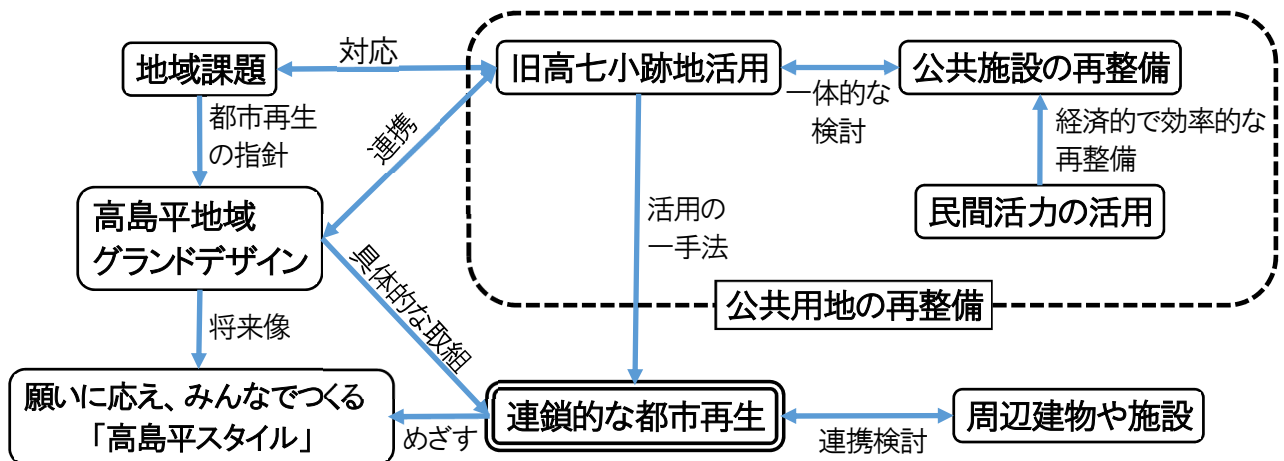 地域課題
対応
旧高七小跡地活用
公共施設の再整備
一体的な
検討
都市再生
の指針
連携
経済的で効率的な
再整備
高島平地域
グランドデザイン
活用の
一手法
民間活力の活用
具体的な取組
公共用地の再整備
将来像
願いに応え、みんなでつくる
「高島平スタイル」
めざす
連鎖的な都市再生
連携検討
周辺建物や施設